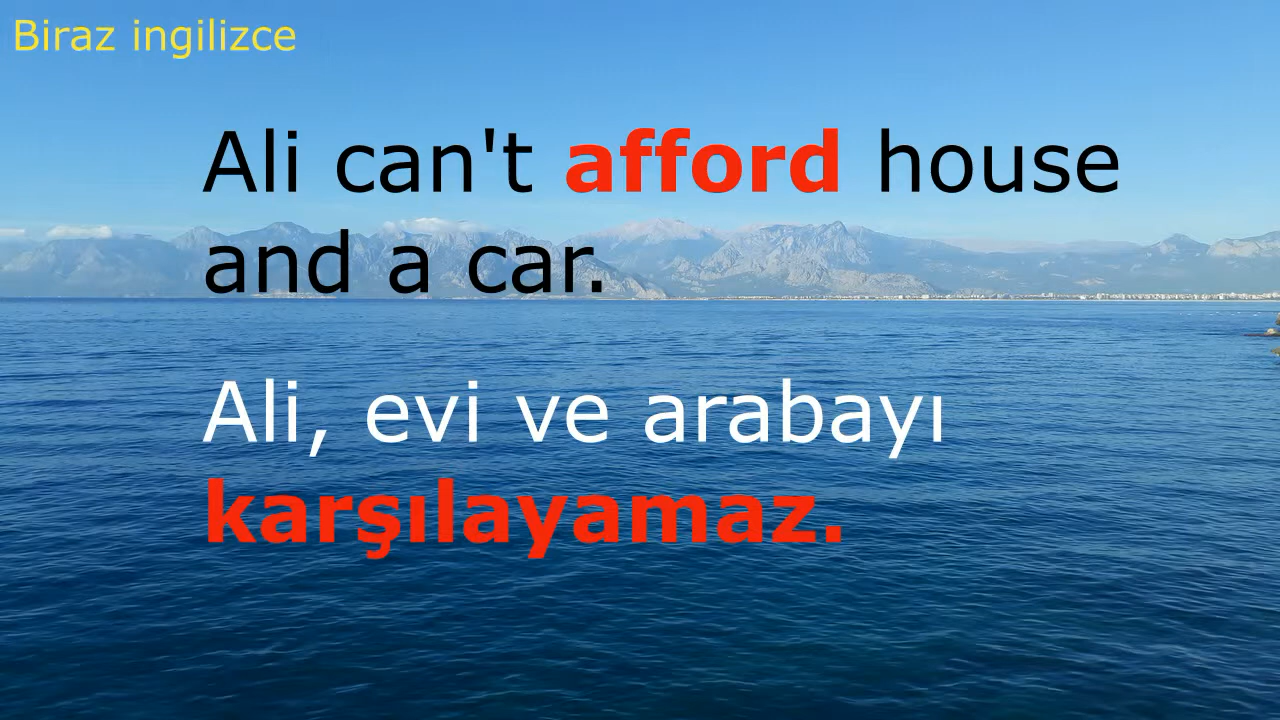 Biraz ingilizce
Ali can't afford house
and a car.
Ali, evi ve arabayı
karşılayamaz.